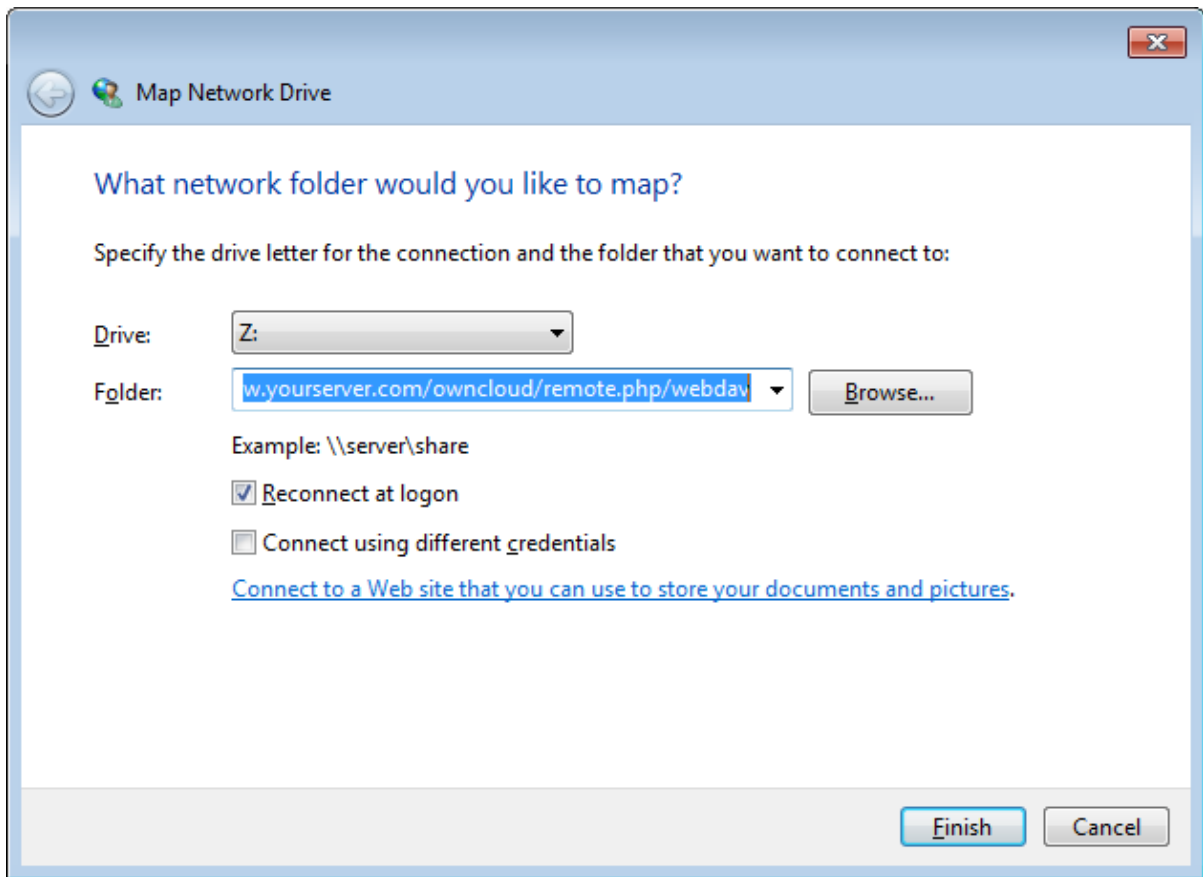 Map Network Drive
What network folder would you like to map?
Specify the drive letter for the connection and the folder that you want to connect to:
Drive: Z:
Folder: w.yourserver.com/owncloud/remote.php/webdav Browse...
Example: \\server\share
Reconnect at logon
Connect using different credentials
Connect to a Web site that you can use to store your documents and pictures.
Finish Cancel